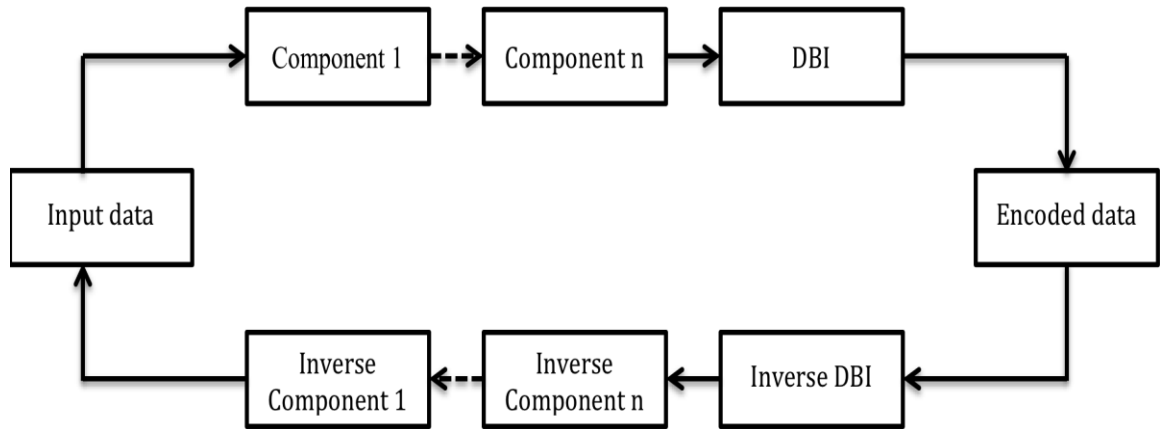 Component 1
Component n
DBI
Input data
Encoded data
Inverse
Component 1
Inverse
Component n
Inverse DBI